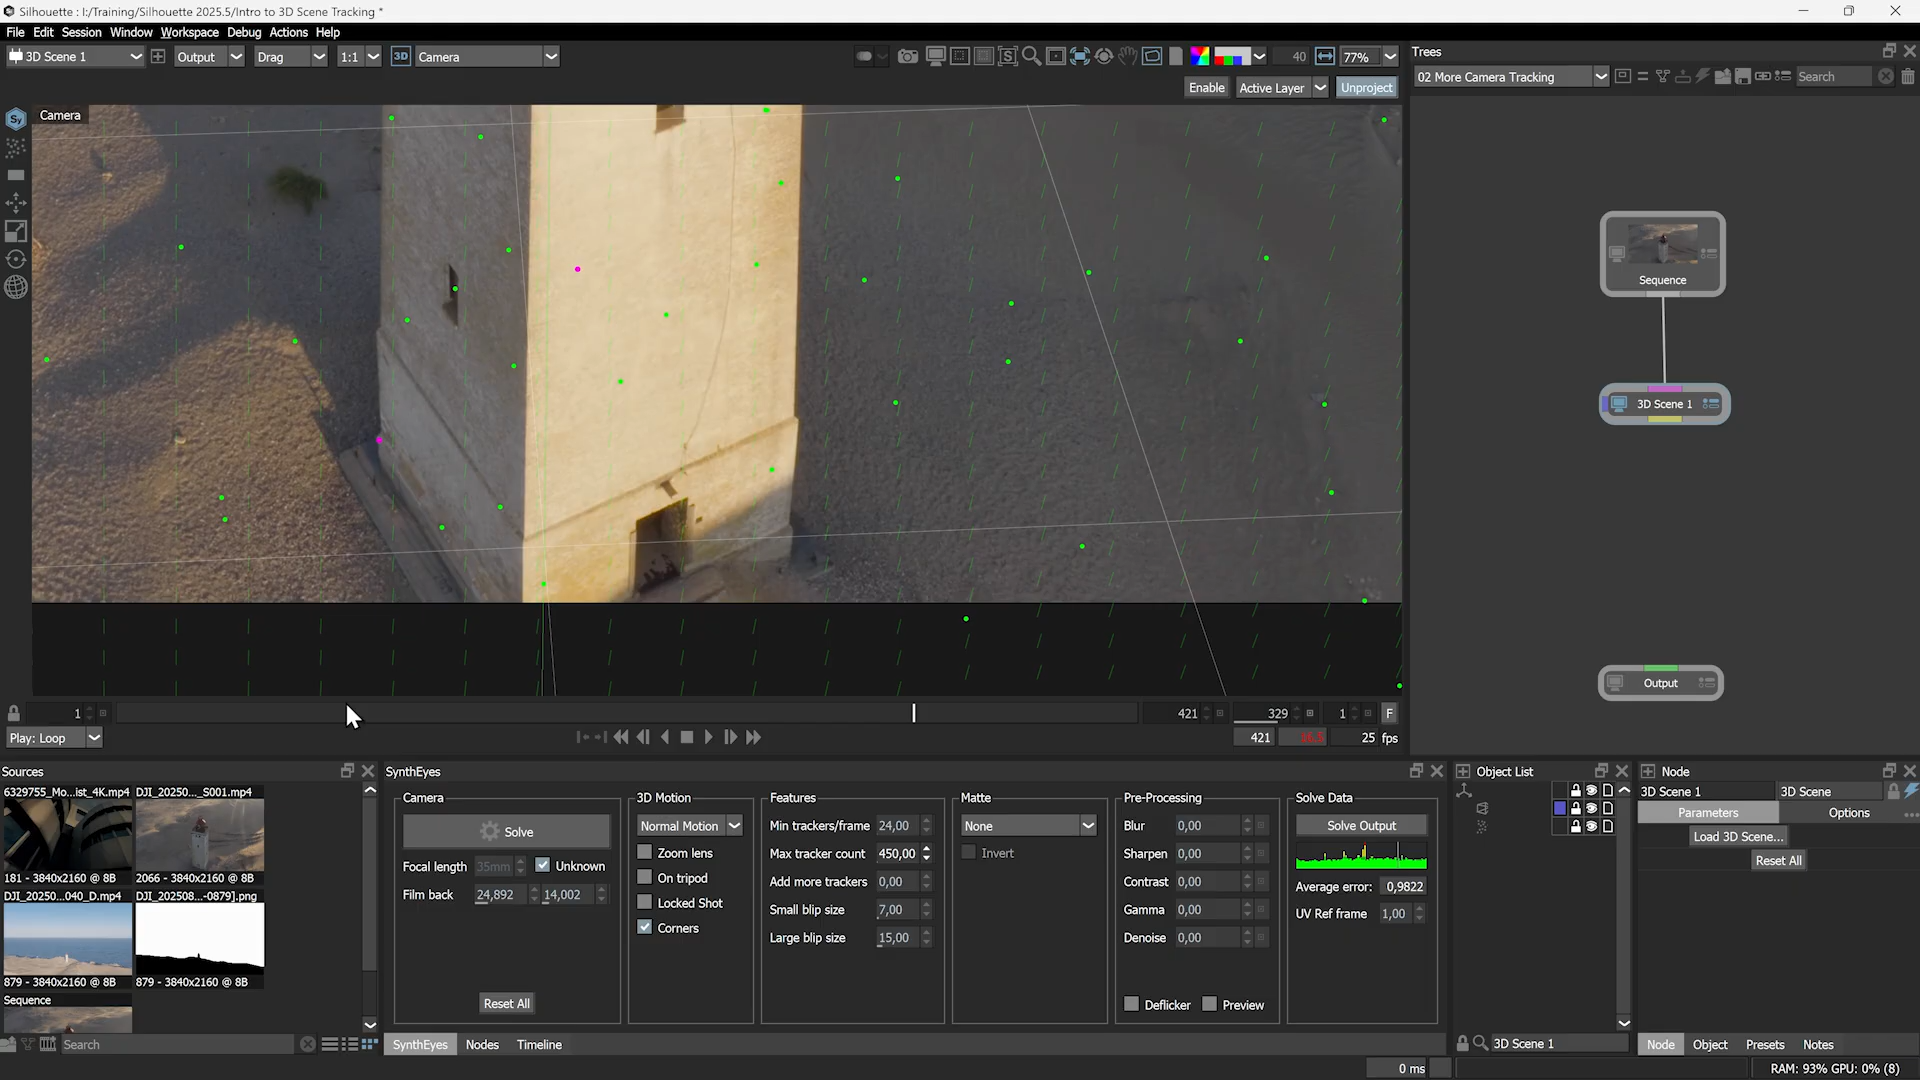 Silhouette : I:/Training/Silhouette 2025.5/Intro to 3D Scene Tracking *
File Edit Session Window Workspace Debug Actions Help
3D Scene 1 Output Drag 1:1 3D Camera 40 77% Trees
02 More Camera Tracking Search
Enable Active Layer Unproject
Sy Camera
Sequence
3D Scene 1
Output
1 421 329 1 F
Play: Loop 421 25 fps
Sources SynthEyes Object List Node
6329755_Mo...ist_4K.mp4 DJI_20250..._S001.mp4
181 - 3840x2160 @ 8B 2066 - 3840x2160 @ 8B
DJI_20250...040_D.mp4 DJI_202508...-0879].png
879 - 3840x2160 @ 8B 879 - 3840x2160 @ 8B
Sequence
Search
Camera
Solve
Focal length 35mm Unknown
Film back 24,892 14,002
Reset All
3D Motion
Normal Motion
Zoom lens
On tripod
Locked Shot
Corners
Features
Min trackers/frame 24,00
Max tracker count 450,00
Add more trackers 0,00
Small blip size 7,00
Large blip size 15,00
Matte
None
Invert
Pre-Processing
Blur 0,00
Sharpen 0,00
Contrast 0,00
Gamma 0,00
Denoise 0,00
Deflicker Preview
Solve Data
Solve Output
Average error: 0,9822
UV Ref frame 1,00
3D Scene 1 3D Scene
Parameters Options
Load 3D Scene...
Reset All
SynthEyes Nodes Timeline
3D Scene 1
Node Object Presets Notes
0 ms RAM: 93% GPU: 0% (8)